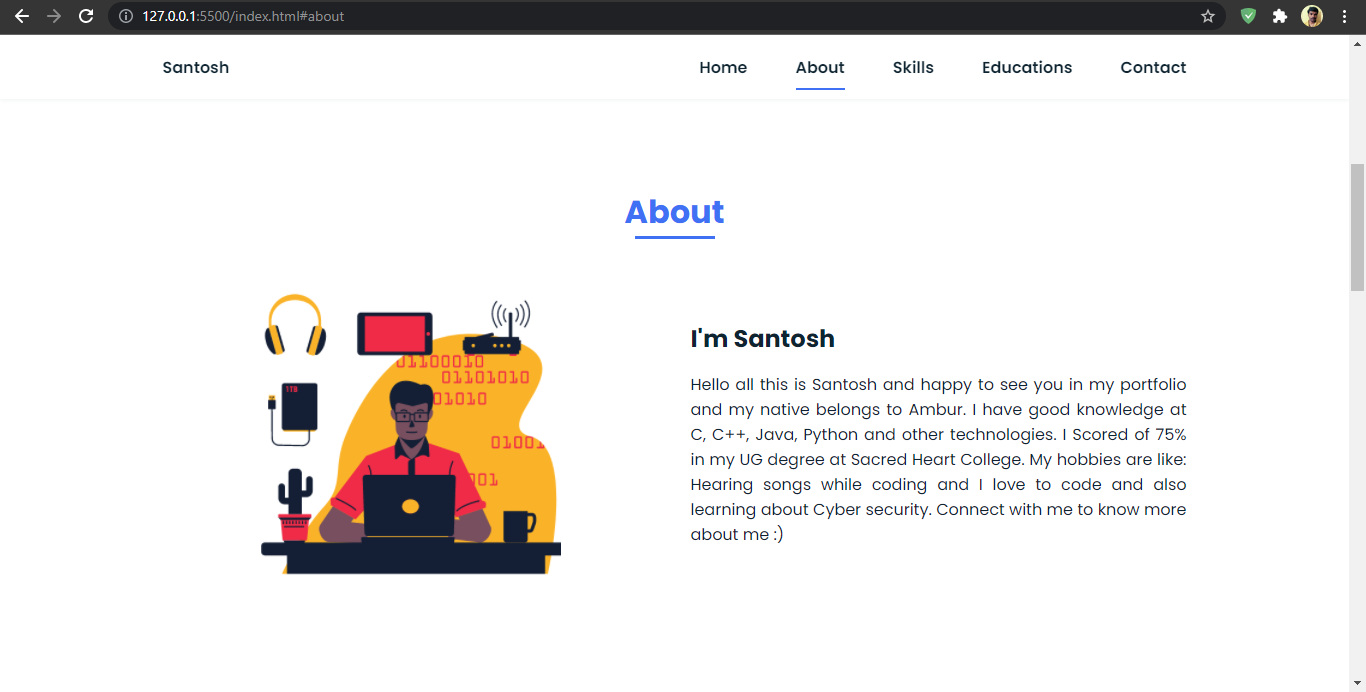 127.0.0.1:5500/index.html#about
Santosh
Home
About
Skills
Educations
Contact
About
1TB
01100010
01101010
01010
01001
001
I'm Santosh
Hello all this is Santosh and happy to see you in my portfolio
and my native belongs to Ambur. I have good knowledge at
C, C++, Java, Python and other technologies. I Scored of 75%
in my UG degree at Sacred Heart College. My hobbies are like:
Hearing songs while coding and I love to code and also
learning about Cyber security. Connect with me to know more
about me :)